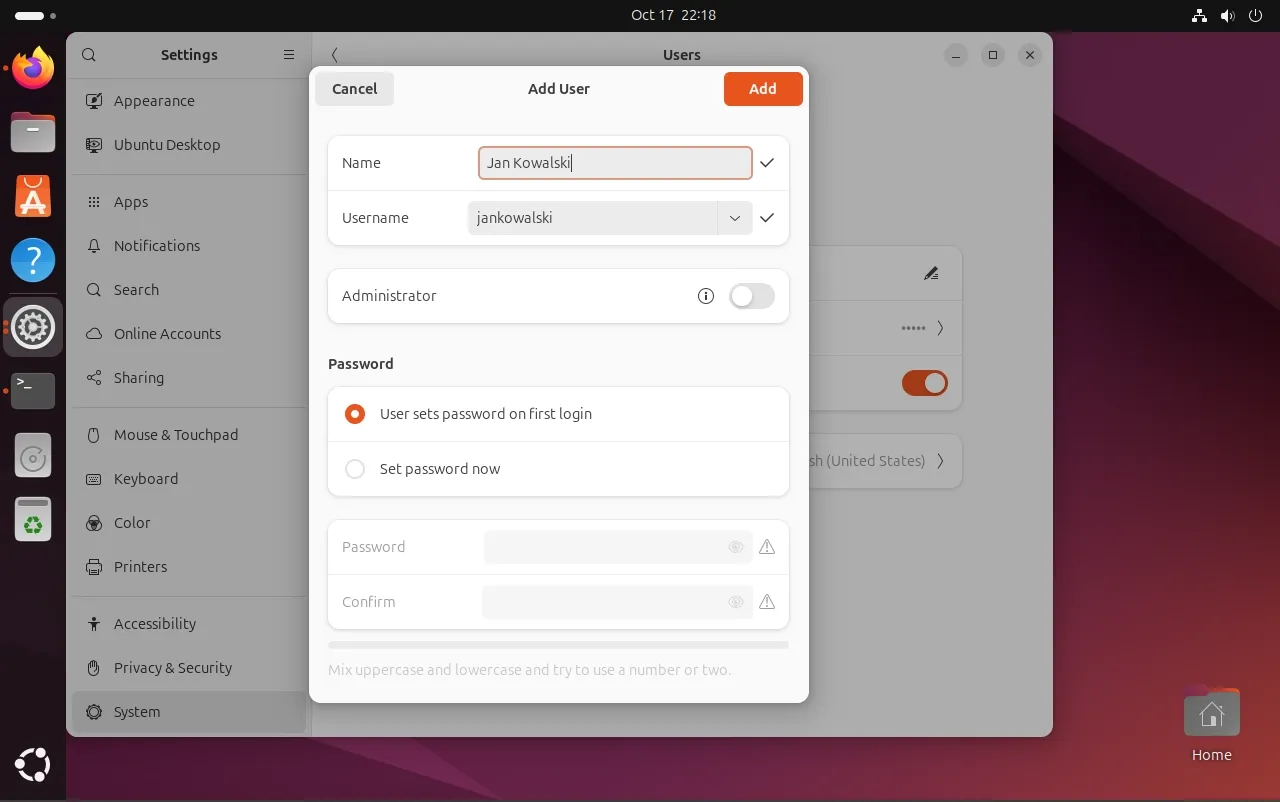 Oct 17 22:18
Settings
Users
Appearance
Ubuntu Desktop
Apps
Notifications
Search
Online Accounts
Sharing
Mouse & Touchpad
Keyboard
Color
Printers
Accessibility
Privacy & Security
System
Cancel
Add User
Add
Name
Jan Kowalski
Username
jankowalski
Administrator
Password
User sets password on first login
Set password now
Password
Confirm
Mix uppercase and lowercase and try to use a number or two.
•••••
sh (United States)
Home